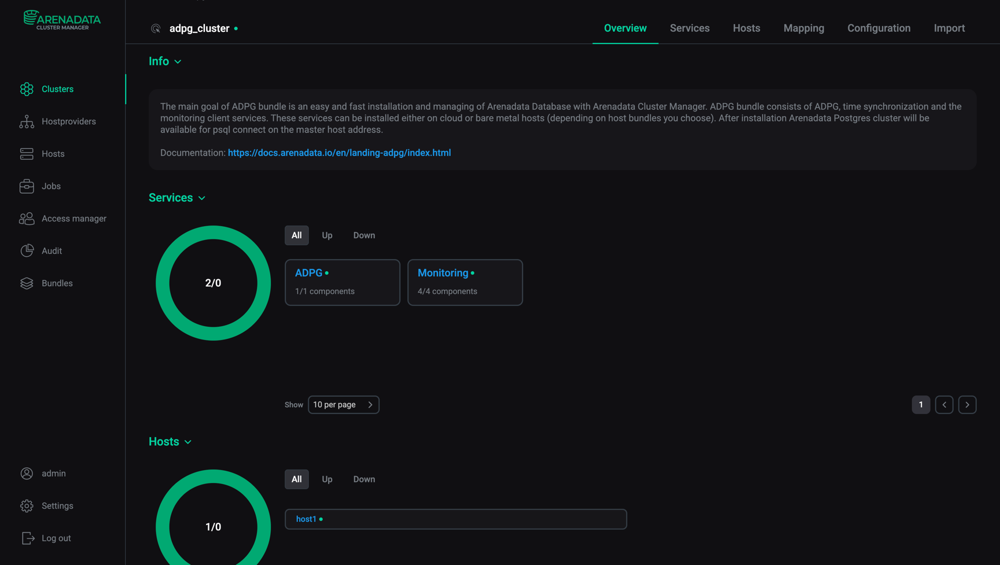 ARENADATA
CLUSTER MANAGER
adpg_cluster
Overview
Services
Hosts
Mapping
Configuration
Import
Clusters
Hostproviders
Hosts
Jobs
Access manager
Audit
Bundles
admin
Settings
Log out
Info
The main goal of ADPG bundle is an easy and fast installation and managing of Arenadata Database with Arenadata Cluster Manager. ADPG bundle consists of ADPG, time synchronization and the
monitoring client services. These services can be installed either on cloud or bare metal hosts (depending on host bundles you choose). After installation Arenadata Postgres cluster will be
available for psql connect on the master host address.
Documentation: https://docs.arenadata.io/en/landing-adpg/index.html
Services
2/0
All
Up
Down
ADPG
1/1 components
Monitoring
4/4 components
Show
10 per page
1
Hosts
1/0
All
Up
Down
host1